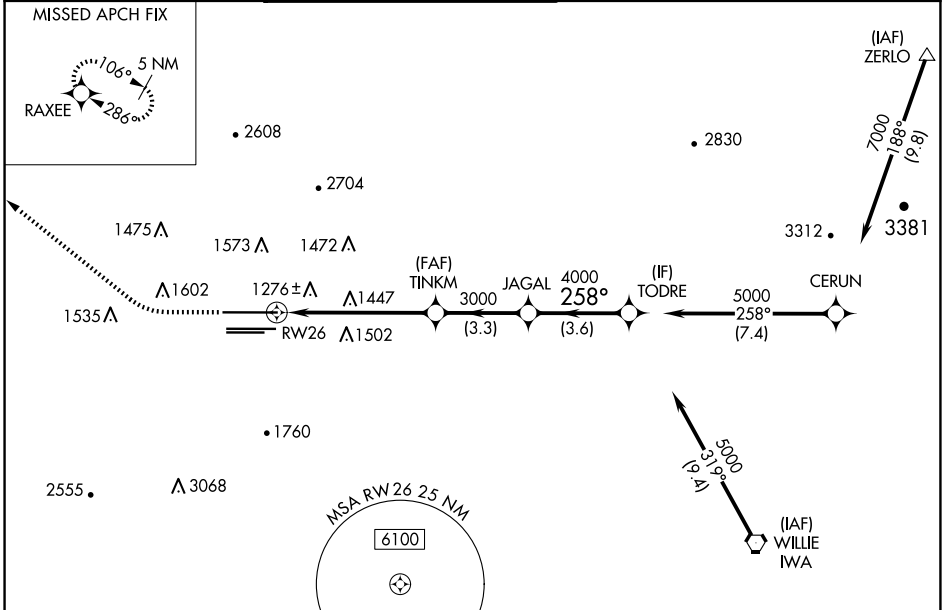 MISSED APCH FIX
106°
5 NM
RAXEE
286°
(IAF)
ZERLO
7000
188°
(9.8)
2608
2830
2704
3381
3312
1475
1573
1472
(FAF)
TINKM
JAGAL
4000
258°
(3.6)
(IF)
TODRE
CERUN
1602
1276±
1447
3000
(3.3)
5000
258°
(7.4)
1535
RW26
1502
1760
5000
319°
(9.4)
2555
3068
MSA RW26 25 NM
6100
(IAF)
WILLIE
IWA